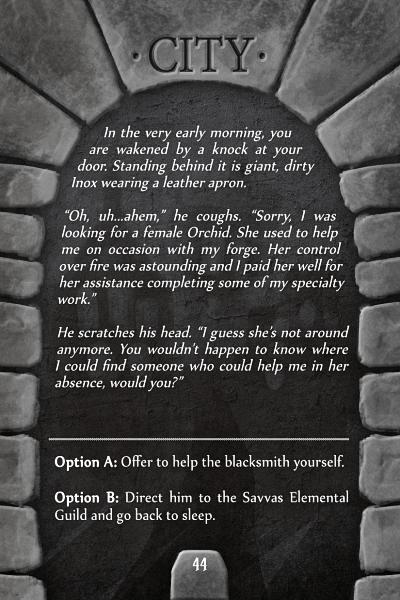 ·CITY·
In the very early morning, you
are wakened by a knock at your
door. Standing behind it is giant, dirty
Inox wearing a leather apron.
“Oh, uh...ahem,” he coughs. “Sorry, I was
looking for a female Orchid. She used to help
me on occasion with my forge. Her control
over fire was astounding and I paid her well for
her assistance completing some of my specialty
work.”
He scratches his head. “I guess she’s not around
anymore. You wouldn’t happen to know where
I could find someone who could help me in her
absence, would you?”
Option A: Offer to help the blacksmith yourself.
Option B: Direct him to the Savvas Elemental
Guild and go back to sleep.
44